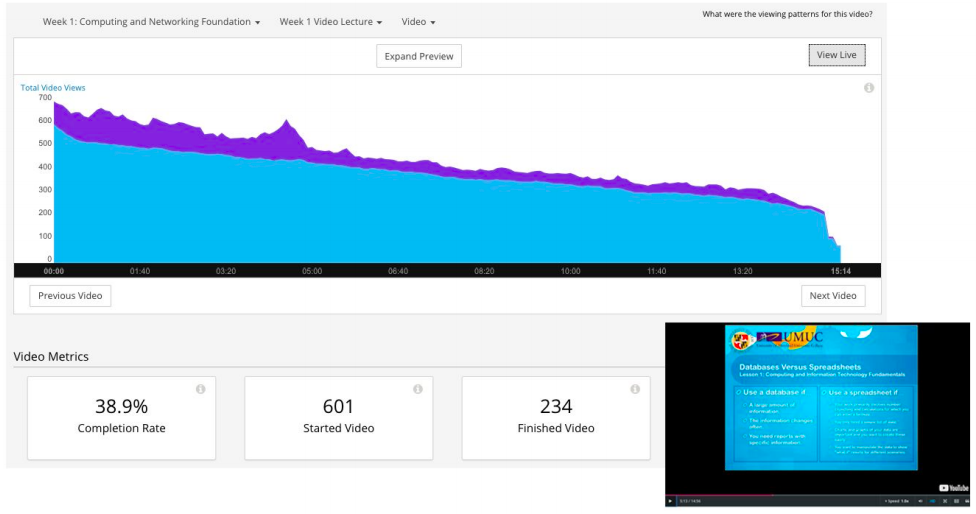 Week 1: Computing and Networking Foundation
Week 1 Video Lecture
Video
What were the viewing patterns for this video?
Expand Preview
View Live
Total Video Views
700
600
500
400
300
200
100
0
00:00 01:40 03:20 05:00 06:40 08:20 10:00 11:40 13:20 15:14
Previous Video
Next Video
Video Metrics
38.9%
Completion Rate
601
Started Video
234
Finished Video
UMUC
Databases Versus Spreadsheets
Lesson 1: Computing and Information Technology Fundamentals
Use a database if
A large amount of
information
The information changes
often
You need reports with
specific information
Use a spreadsheet if
YouTube
Speed 1.0x